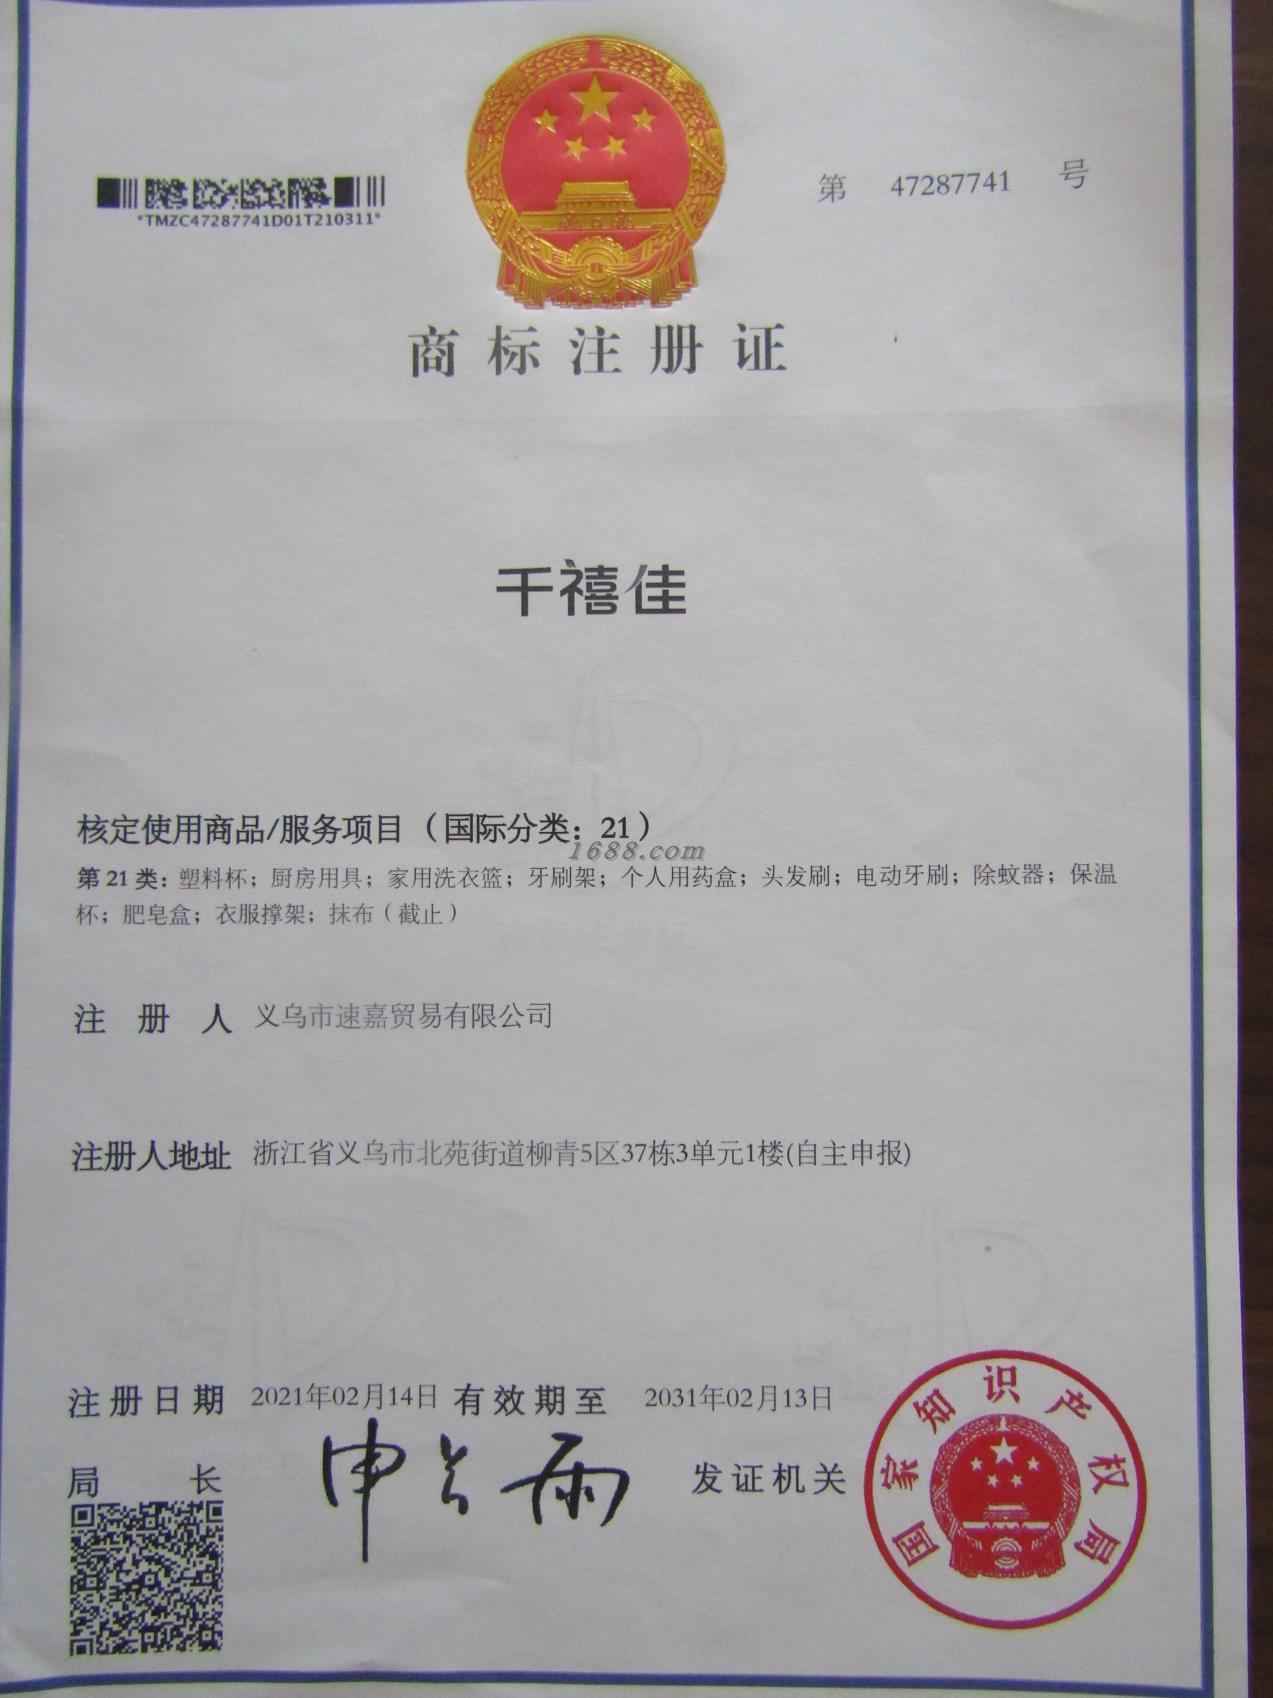 *TMZC47287741D01T210311*
第 47287741 号
商标注册证
千禧佳
核定使用商品/服务项目（国际分类：21）
1688.com
第21类：塑料杯；厨房用具；家用洗衣篮；牙刷架；个人用药盒；头发刷；电动牙刷；除蚊器；保温
杯；肥皂盒；衣服撑架；抹布（截止）
注册人 义乌市速嘉贸易有限公司
注册人地址 浙江省义乌市北苑街道柳青5区37栋3单元1楼(自主申报)
注册日期 2021年02月14日 有效期至 2031年02月13日
局长 申长雨 发证机关
国家知识产权局